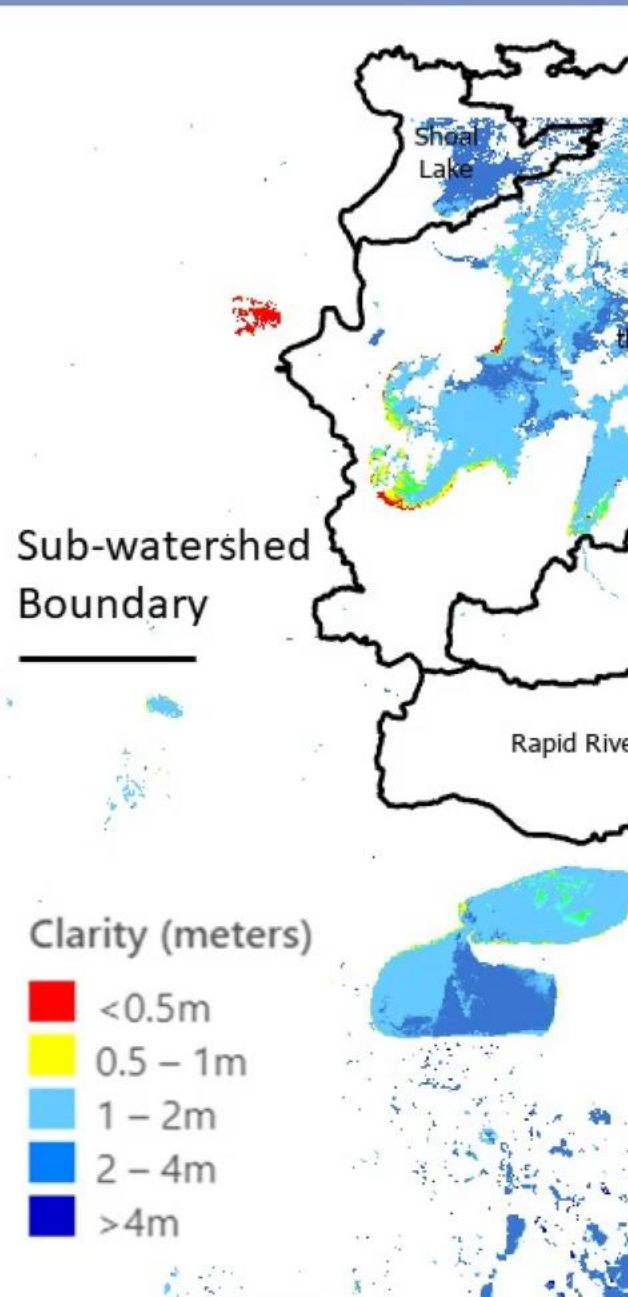 Shoal
Lake
Sub-watershed
Boundary
Rapid Rive
Clarity (meters)
<0.5m
0.5 – 1m
1 – 2m
2 – 4m
>4m